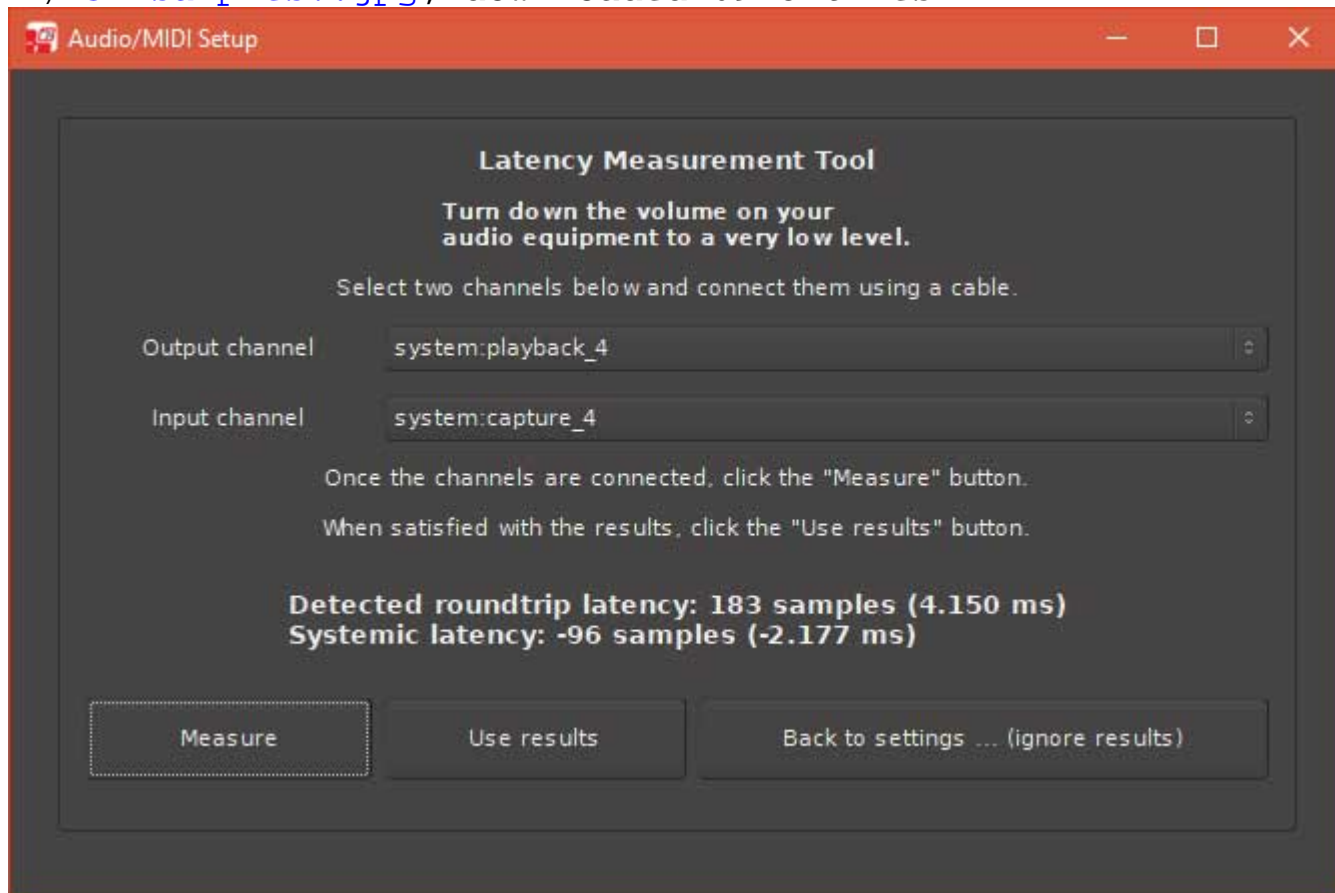 Audio/MIDI Setup
Latency Measurement Tool
Turn down the volume on your
audio equipment to a very low level.
Select two channels below and connect them using a cable.
Output channel system:playback_4
Input channel system:capture_4
Once the channels are connected, click the "Measure" button.
When satisfied with the results, click the "Use results" button.
Detected roundtrip latency: 183 samples (4.150 ms)
Systemic latency: -96 samples (-2.177 ms)
Measure Use results Back to settings ... (ignore results)